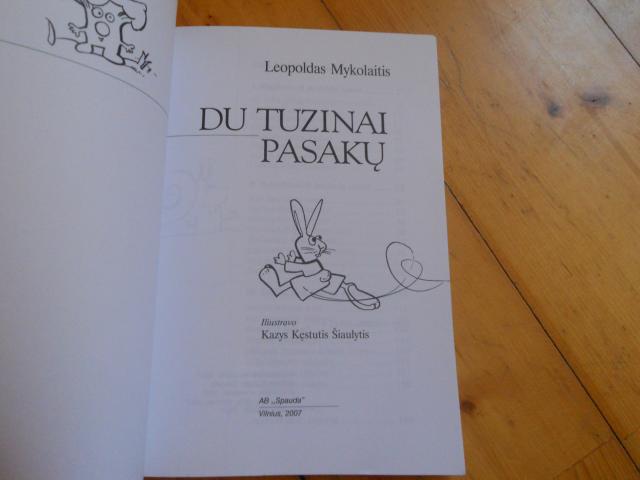 Leopoldas Mykolaitis
DU TUZINAI
PASAKŲ
Iliustravo
Kazys Kęstutis Šiaulytis
AB „Spauda"
Vilnius, 2007